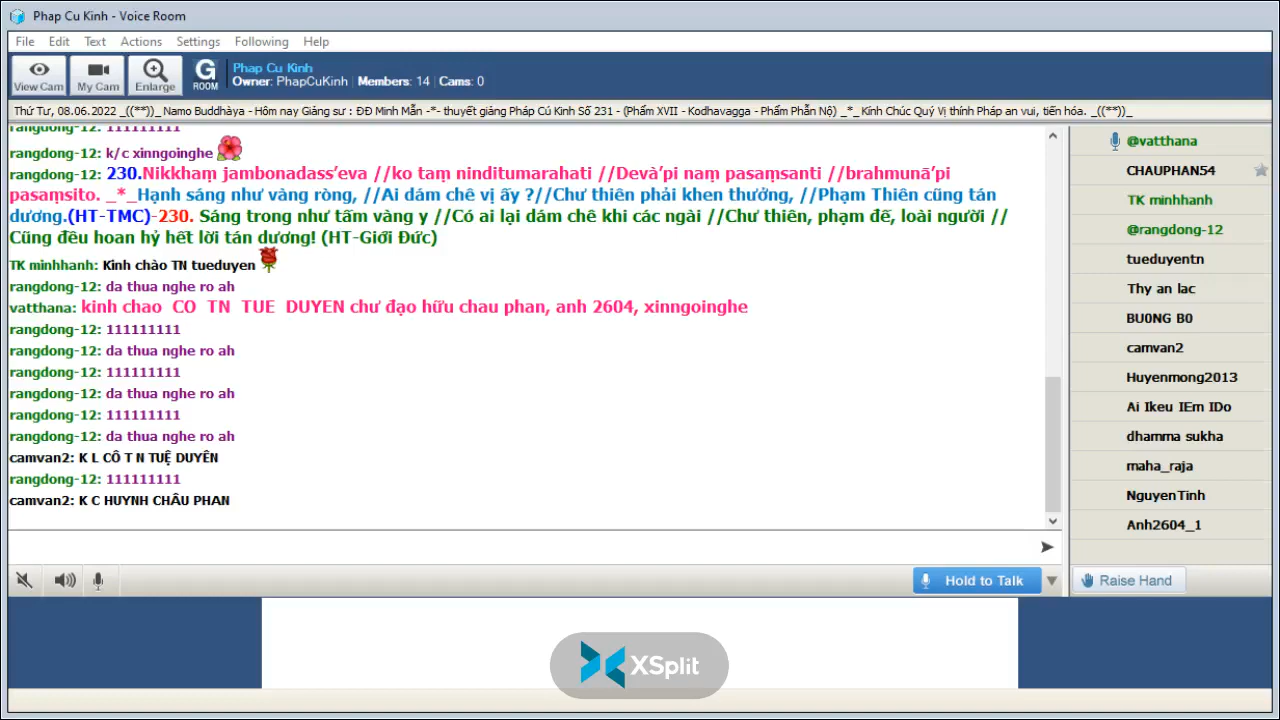 Phap Cu Kinh - Voice Room
File Edit Text Actions Settings Following Help
View Cam My Cam Enlarge G ROOM Phap Cu Kinh
Owner: PhapCuKinh Members: 14 Cams: 0
Thứ Tư, 08.06.2022 _((**))_ Namo Buddhàya - Hôm nay Giảng sư : ĐĐ Minh Mẫn -*- thuyết giảng Pháp Cú Kinh Số 231 - (Phẩm XVII - Kodhavagga - Phẩm Phẫn Nộ) _*_ Kính Chúc Quý Vị thính Pháp an vui, tiến hóa. _((**))_
rangdong-12: 111111111
rangdong-12: k/c xinngoinghe
rangdong-12: 230.Nikkhaṃ jambonadass’eva //ko taṃ ninditumarahati //Devà’pi naṃ pasaṃsanti //brahmunā’pi
pasaṃsito. _*_Hạnh sáng như vàng ròng, //Ai dám chê vị ấy ?//Chư thiên phải khen thưởng, //Phạm Thiên cũng tán
dương.(HT-TMC)-230. Sáng trong như tấm vàng y //Có ai lại dám chê khi các ngài //Chư thiên, phạm đế, loài người //
Cũng đều hoan hỷ hết lời tán dương! (HT-Giới Đức)
TK minhhanh: Kinh chào TN tueduyen
rangdong-12: da thua nghe ro ah
vatthana: kinh chao CO TN TUE DUYEN chư đạo hữu chau phan, anh 2604, xinngoinghe
rangdong-12: 111111111
rangdong-12: da thua nghe ro ah
rangdong-12: 111111111
rangdong-12: da thua nghe ro ah
rangdong-12: 111111111
rangdong-12: da thua nghe ro ah
camvan2: K L CÔ T N TUỆ DUYÊN
rangdong-12: 111111111
camvan2: K C HUYNH CHÂU PHAN
@vatthana
CHAUPHAN54
TK minhhanh
@rangdong-12
tueduyentn
Thy an lac
BU0NG B0
camvan2
Huyenmong2013
Ai Ikeu IEm IDo
dhamma sukha
maha_raja
NguyenTinh
Anh2604_1
Hold to Talk
Raise Hand
XSplit